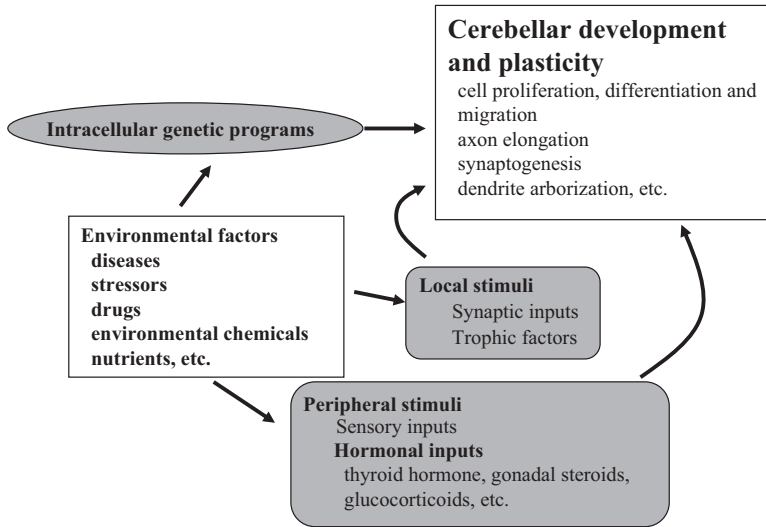 Cerebellar development
and plasticity
cell proliferation, differentiation and
migration
axon elongation
synaptogenesis
dendrite arborization, etc.
Intracellular genetic programs
Environmental factors
diseases
stressors
drugs
environmental chemicals
nutrients, etc.
Local stimuli
Synaptic inputs
Trophic factors
Peripheral stimuli
Sensory inputs
Hormonal inputs
thyroid hormone, gonadal steroids,
glucocorticoids, etc.